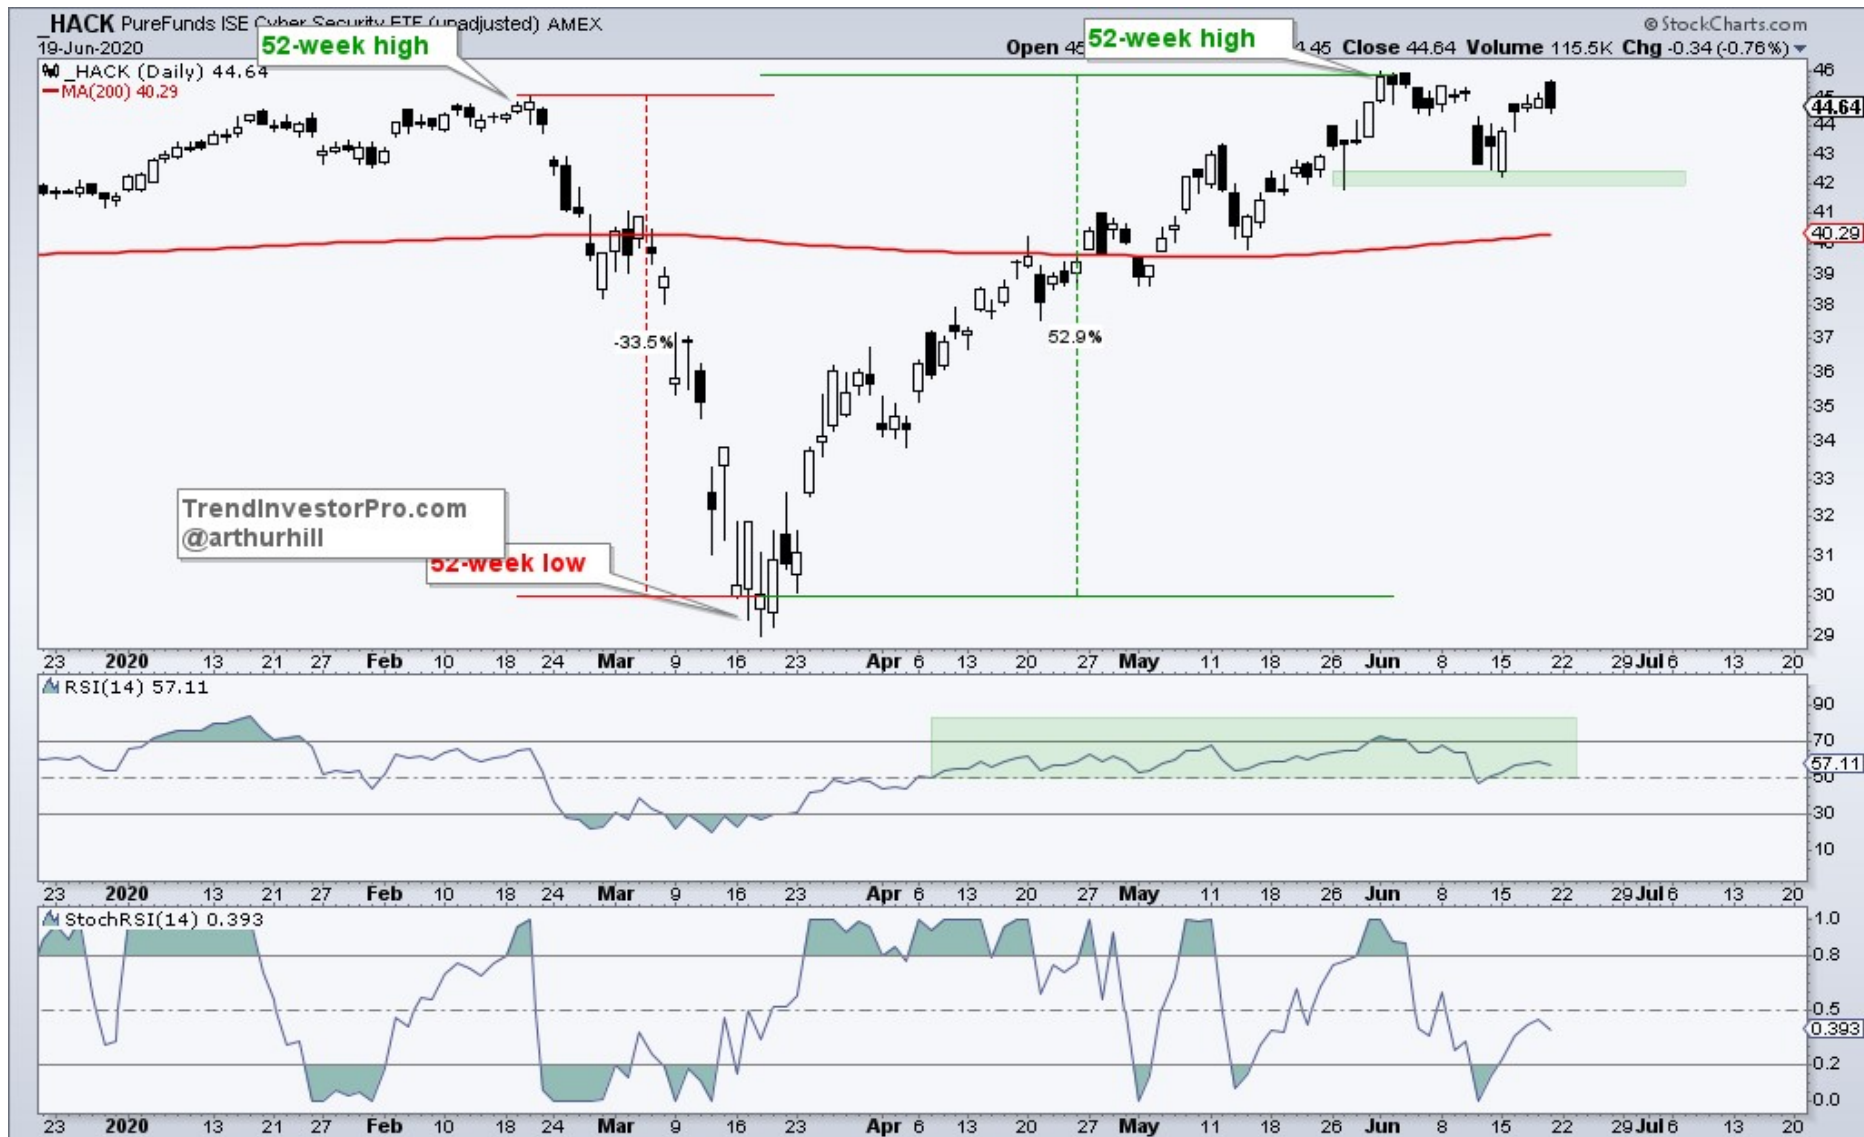 _HACK PureFunds ISE Cyber Security ETF (unadjusted) AMEX
© StockCharts.com
19-Jun-2020
Open 45 4.45 Close 44.64 Volume 115.5K Chg -0.34 (-0.76%)
52-week high
52-week high
_HACK (Daily) 44.64
MA(200) 40.29
46
45
44.64
44
43
42
41
40.29
40
39
38
37
36
35
34
33
32
31
30
29
-33.5%
52.9%
TrendInvestorPro.com
@arthurhill
52-week low
23 2020 13 21 27 Feb 10 18 24 Mar 9 16 23 Apr 6 13 20 27 May 11 18 26 Jun 8 15 22 29 Jul 6 13 20
RSI(14) 57.11
90
70
57.11
50
30
10
23 2020 13 21 27 Feb 10 18 24 Mar 9 16 23 Apr 6 13 20 27 May 11 18 26 Jun 8 15 22 29 Jul 6 13 20
StochRSI(14) 0.393
1.0
0.8
0.5
0.393
0.2
0.0
23 2020 13 21 27 Feb 10 18 24 Mar 9 16 23 Apr 6 13 20 27 May 11 18 26 Jun 8 15 22 29 Jul 6 13 20